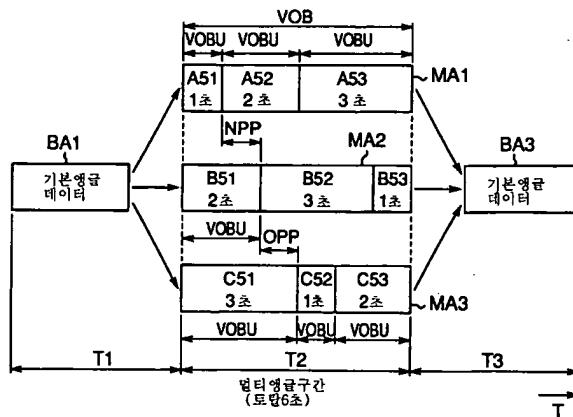 VOB
VOBU VOBU VOBU
A51 A52 A53 MA1
1초 2초 3초
NPP MA2
BA1 BA3
기본앵글
데이터
B51 B52 B53
2초 3초 1초
기본앵글
데이터
VOBU OPP
C51 C52 C53
3초 1초 2초
MA3
VOBU VOBU VOBU
T1 T2 T3
멀티앵글구간
(토탈6초)
T